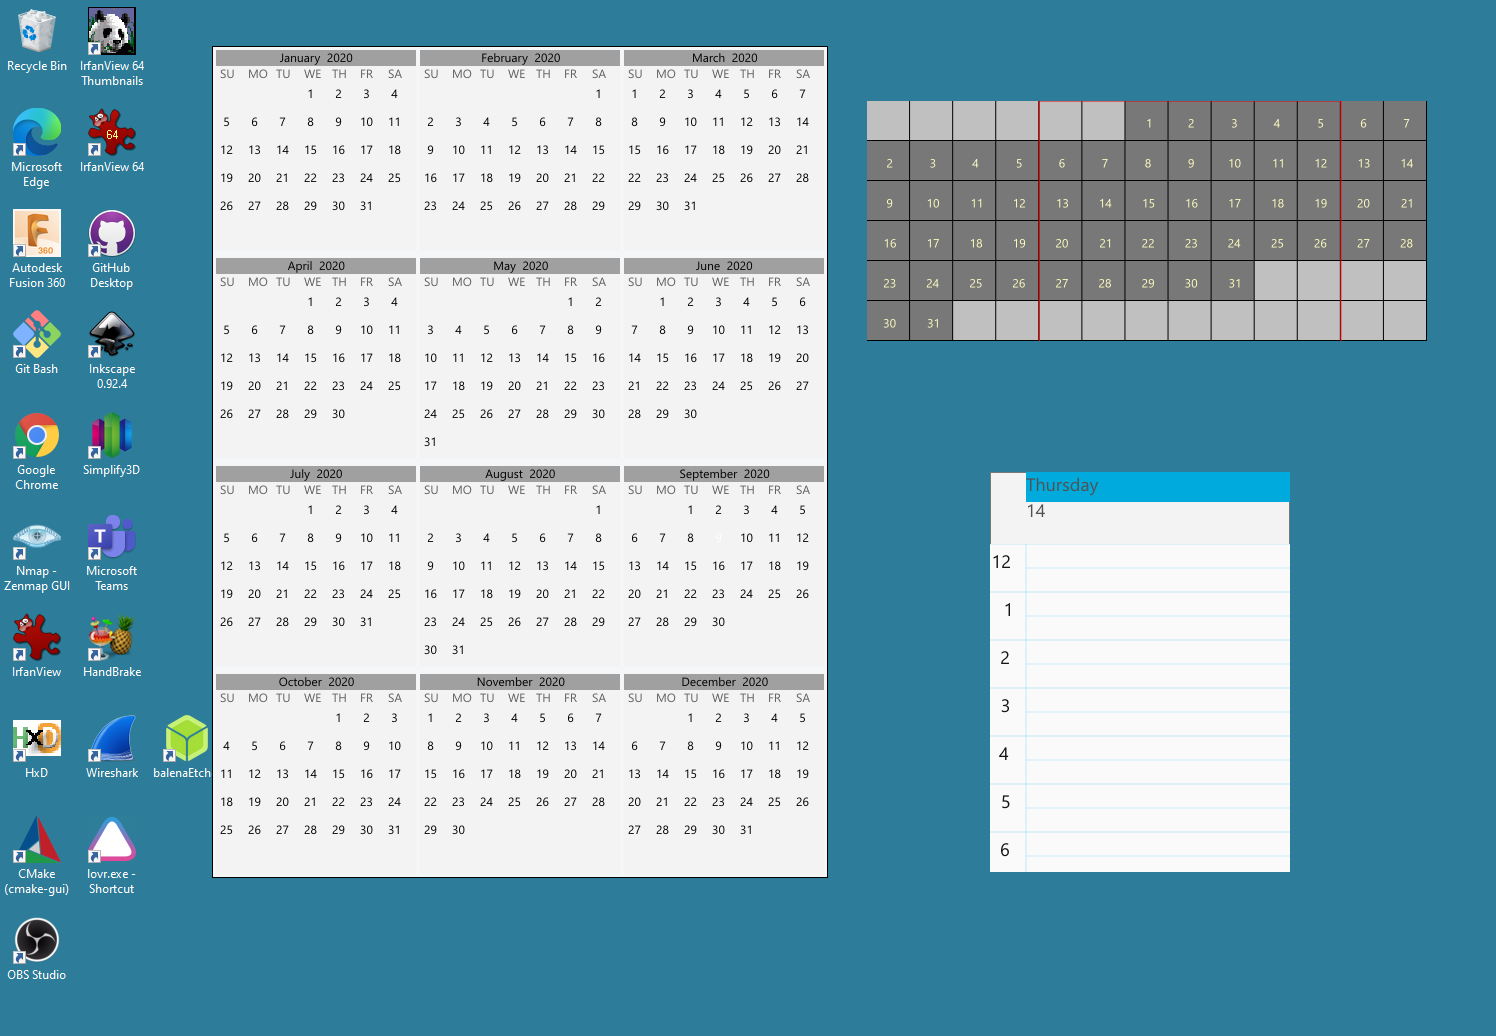 Recycle Bin
IrfanView 64
Thumbnails
Microsoft
Edge
IrfanView 64
64
Autodesk
Fusion 360
360
GitHub
Desktop
Git Bash
Inkscape
0.92.4
Google
Chrome
Simplify3D
Nmap -
Zenmap GUI
Microsoft
Teams
T
IrfanView
HandBrake
HxD
HxD
Wireshark
balenaEtch
CMake
(cmake-gui)
lovr.exe -
Shortcut
OBS Studio
January 2020
SU MO TU WE TH FR SA
1 2 3 4
5 6 7 8 9 10 11
12 13 14 15 16 17 18
19 20 21 22 23 24 25
26 27 28 29 30 31
February 2020
SU MO TU WE TH FR SA
1
2 3 4 5 6 7 8
9 10 11 12 13 14 15
16 17 18 19 20 21 22
23 24 25 26 27 28 29
March 2020
SU MO TU WE TH FR SA
1 2 3 4 5 6 7
8 9 10 11 12 13 14
15 16 17 18 19 20 21
22 23 24 25 26 27 28
29 30 31
April 2020
SU MO TU WE TH FR SA
1 2 3 4
5 6 7 8 9 10 11
12 13 14 15 16 17 18
19 20 21 22 23 24 25
26 27 28 29 30
May 2020
SU MO TU WE TH FR SA
1 2
3 4 5 6 7 8 9
10 11 12 13 14 15 16
17 18 19 20 21 22 23
24 25 26 27 28 29 30
31
June 2020
SU MO TU WE TH FR SA
1 2 3 4 5 6
7 8 9 10 11 12 13
14 15 16 17 18 19 20
21 22 23 24 25 26 27
28 29 30
July 2020
SU MO TU WE TH FR SA
1 2 3 4
5 6 7 8 9 10 11
12 13 14 15 16 17 18
19 20 21 22 23 24 25
26 27 28 29 30 31
August 2020
SU MO TU WE TH FR SA
1
2 3 4 5 6 7 8
9 10 11 12 13 14 15
16 17 18 19 20 21 22
23 24 25 26 27 28 29
30 31
September 2020
SU MO TU WE TH FR SA
1 2 3 4 5
6 7 8 9 10 11 12
13 14 15 16 17 18 19
20 21 22 23 24 25 26
27 28 29 30
October 2020
SU MO TU WE TH FR SA
1 2 3
4 5 6 7 8 9 10
11 12 13 14 15 16 17
18 19 20 21 22 23 24
25 26 27 28 29 30 31
November 2020
SU MO TU WE TH FR SA
1 2 3 4 5 6 7
8 9 10 11 12 13 14
15 16 17 18 19 20 21
22 23 24 25 26 27 28
29 30
December 2020
SU MO TU WE TH FR SA
1 2 3 4 5
6 7 8 9 10 11 12
13 14 15 16 17 18 19
20 21 22 23 24 25 26
27 28 29 30 31
1 2 3 4 5 6 7
2 3 4 5 6 7 8 9 10 11 12 13 14
9 10 11 12 13 14 15 16 17 18 19 20 21
16 17 18 19 20 21 22 23 24 25 26 27 28
23 24 25 26 27 28 29 30 31
30 31
Thursday
14
12
1
2
3
4
5
6